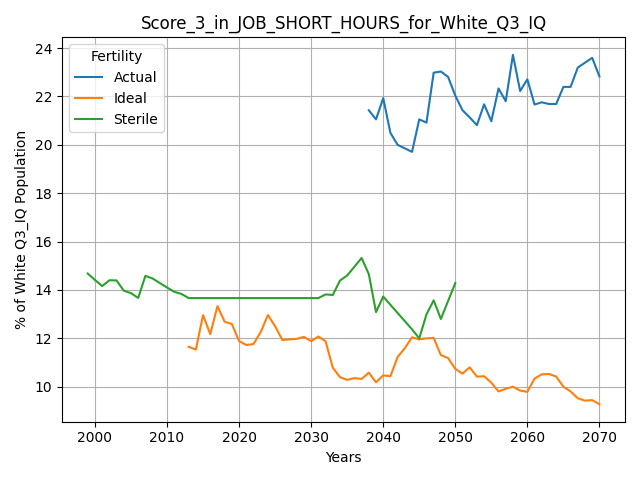 Score_3_in_JOB_SHORT_HOURS_for_White_Q3_IQ
Fertility
Actual
Ideal
Sterile
% of White Q3_IQ Population
24
22
20
18
16
14
12
10
2000 2010 2020 2030 2040 2050 2060 2070
Years